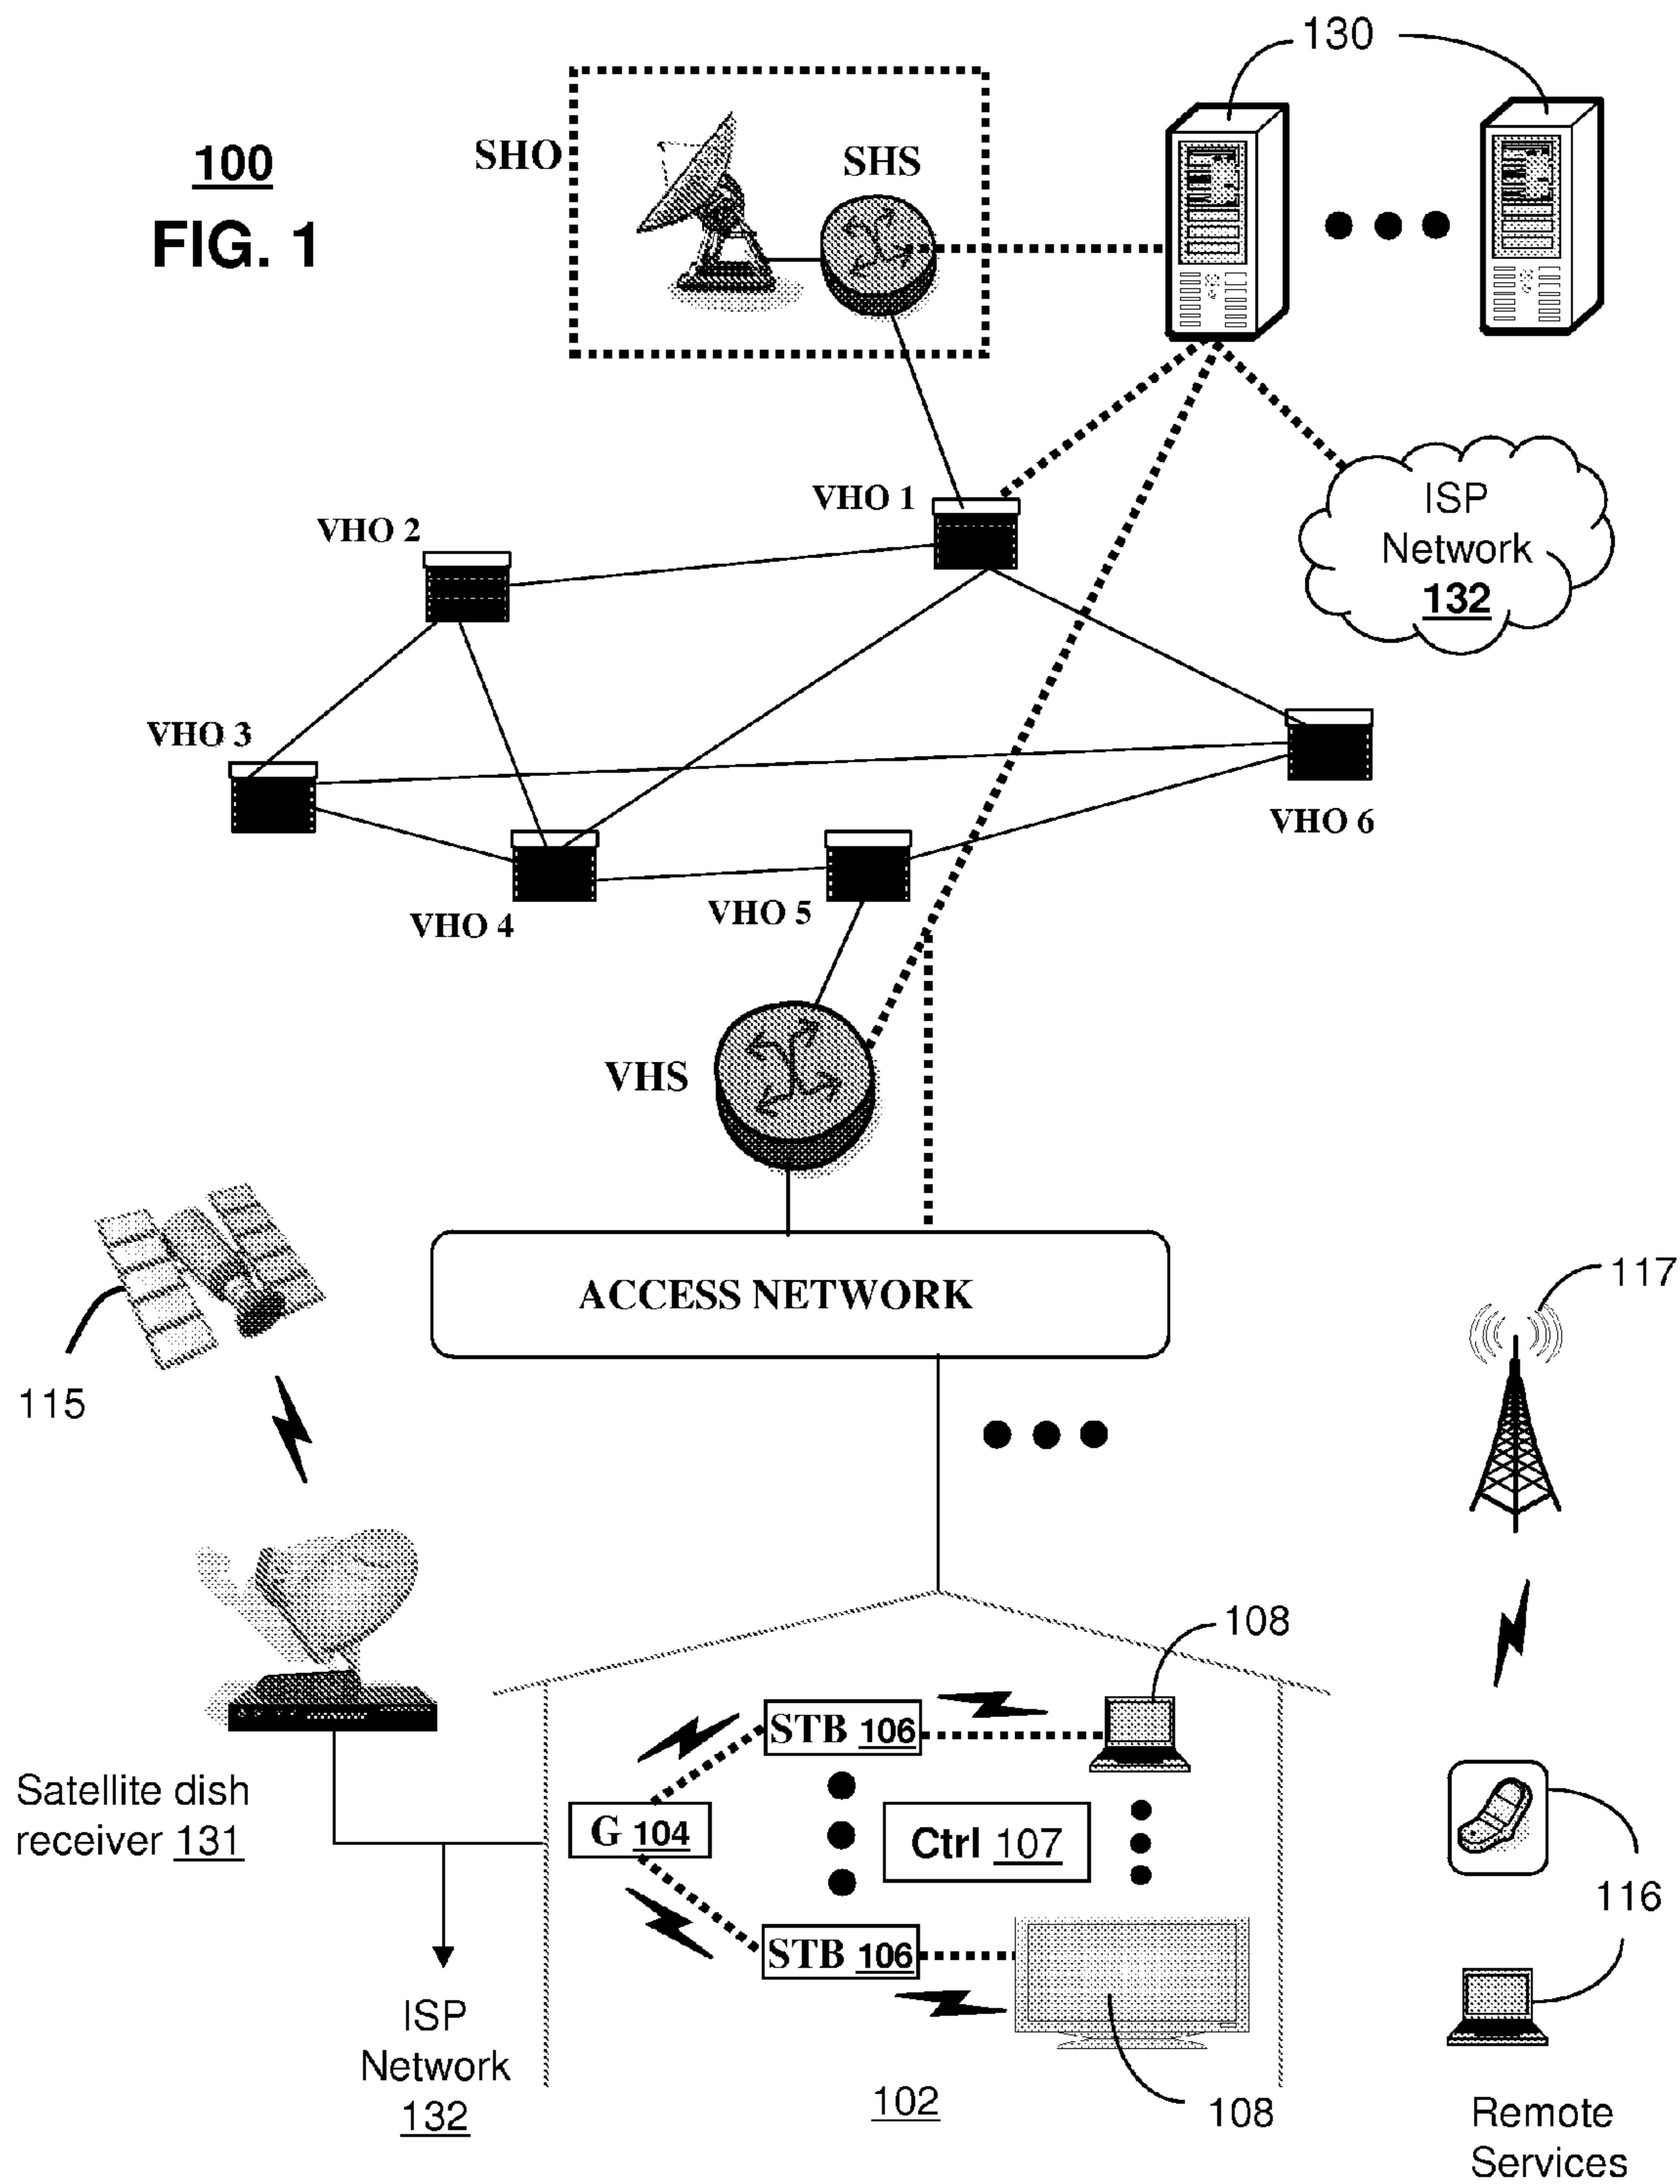 130
100
FIG. 1
SHO
SHS
ISP
Network
132
VHO 1
VHO 2
VHO 3
VHO 6
VHO 4
VHO 5
VHS
ACCESS NETWORK
117
115
108
STB 106
Satellite dish
receiver 131
G 104
Ctrl 107
116
STB 106
ISP
Network
132
102
108
Remote
Services